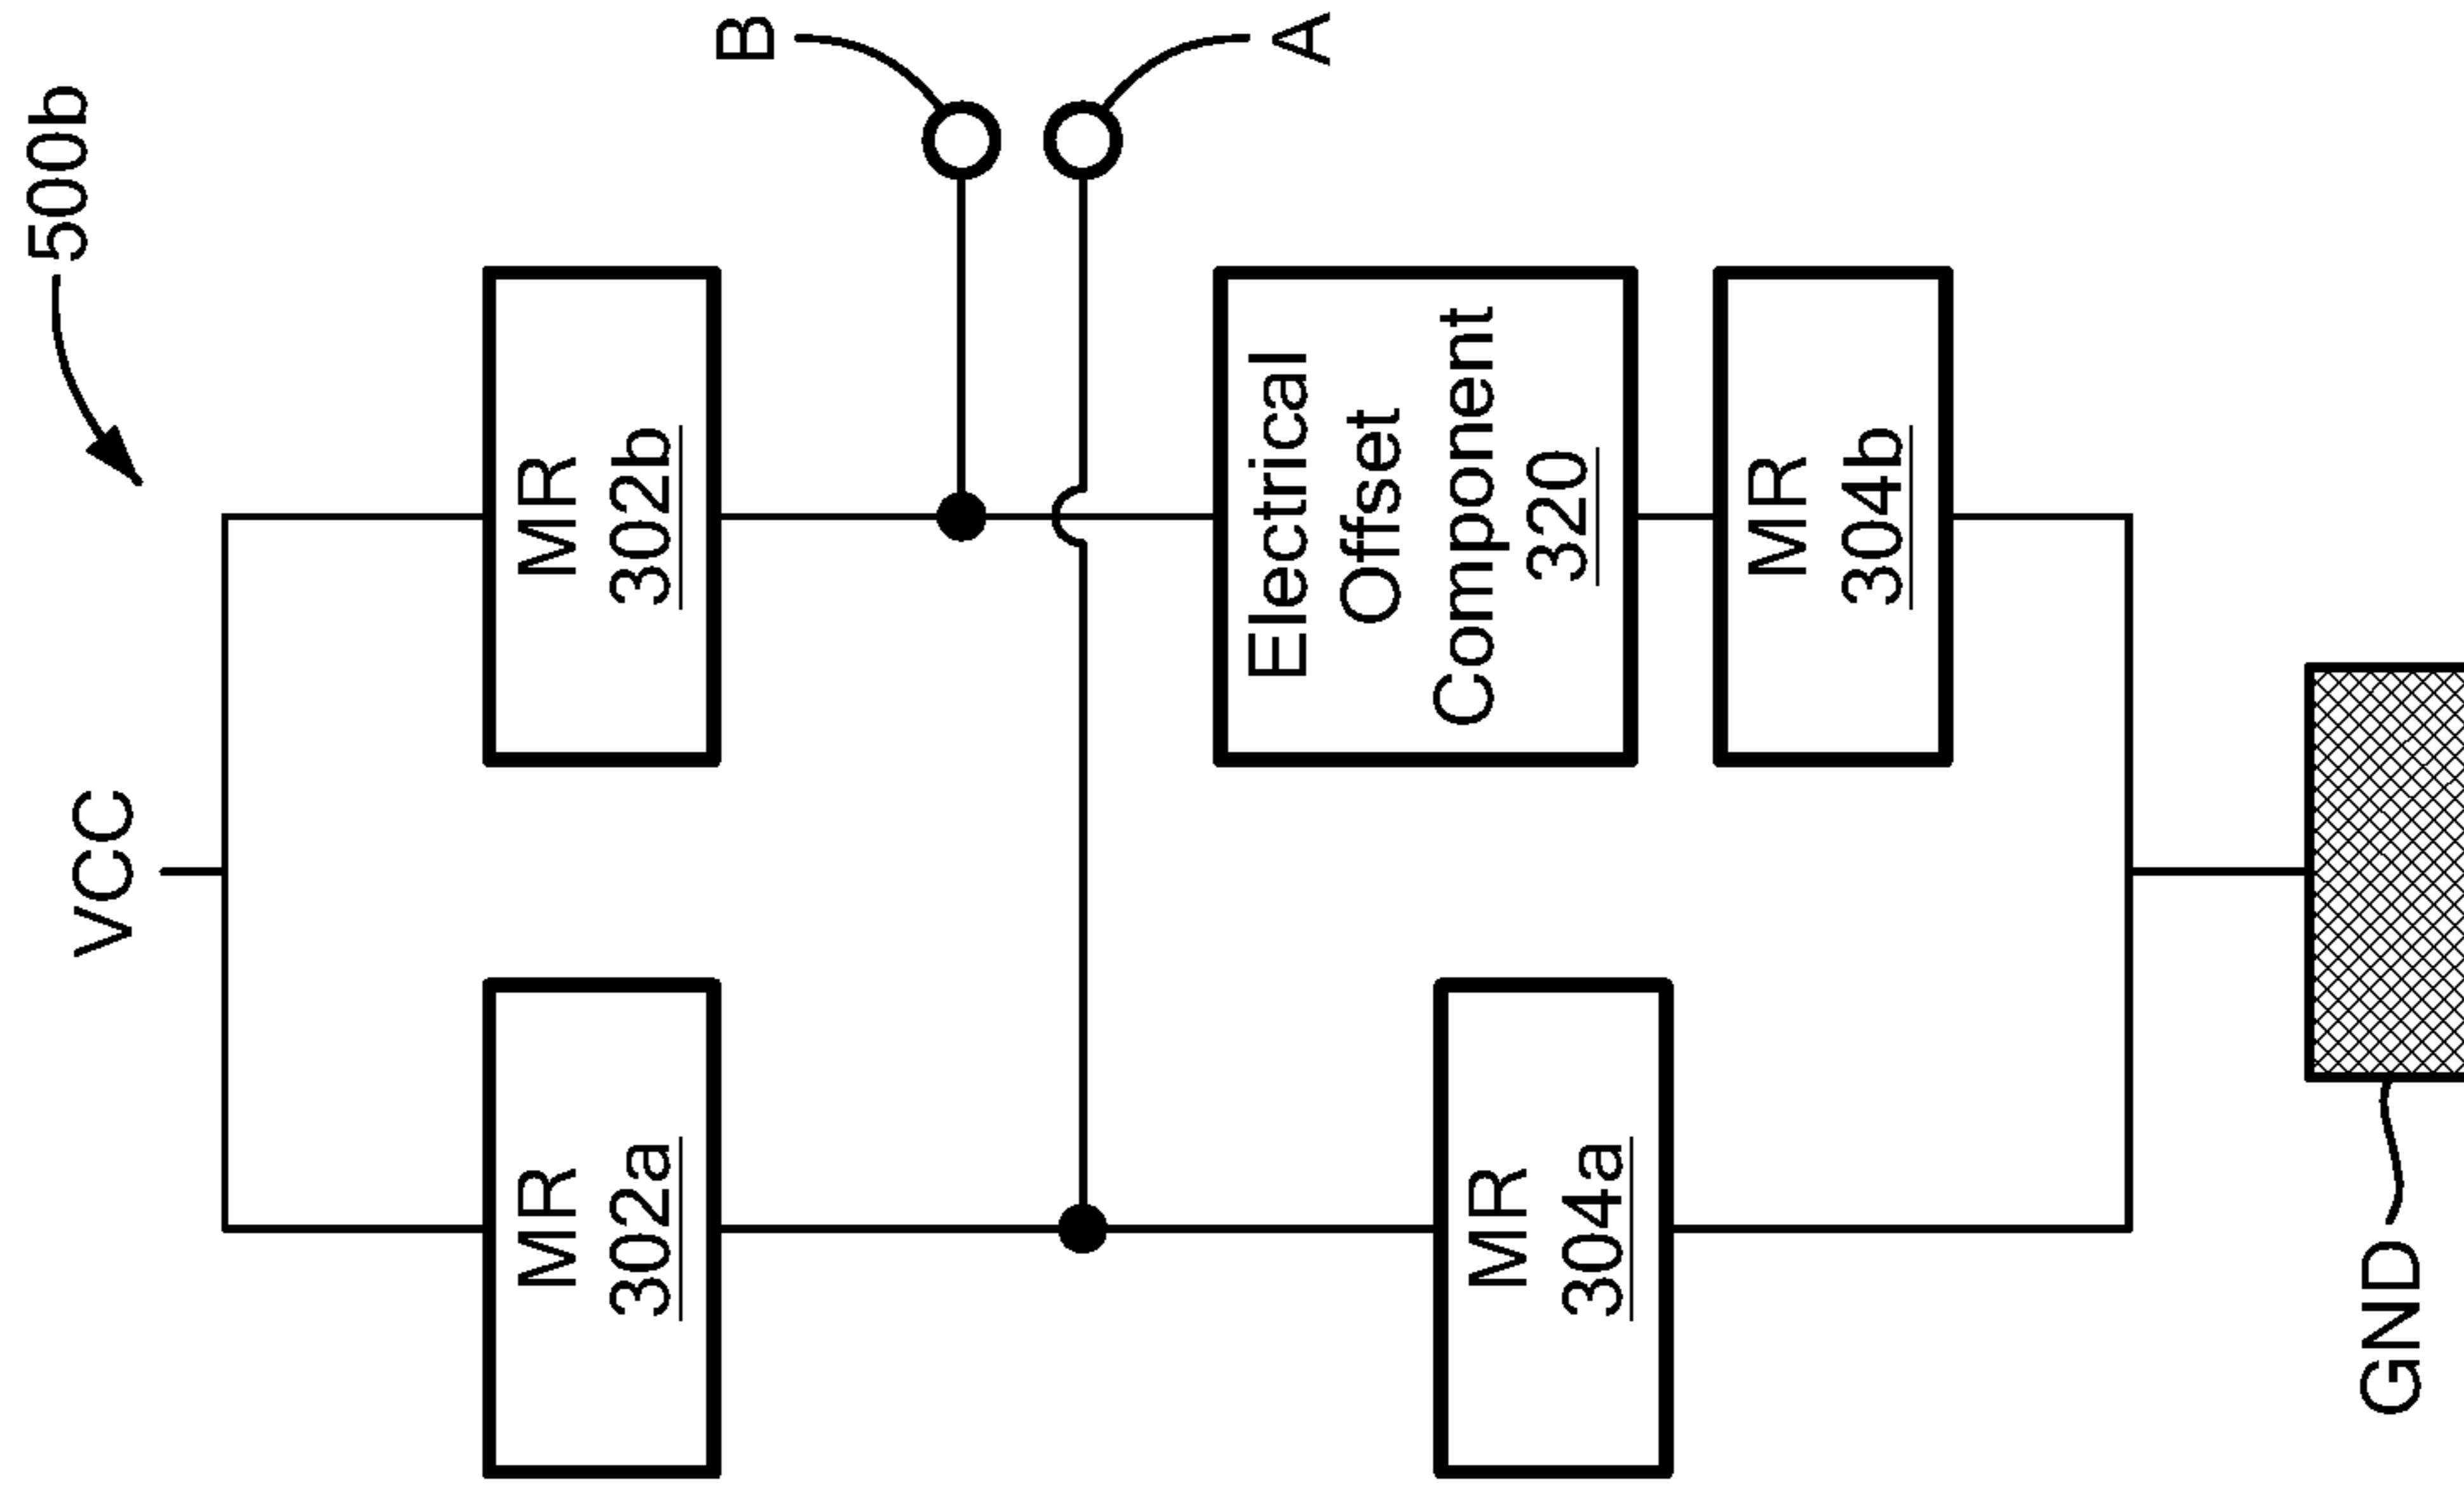 500b
VCC
MR
302a
MR
302b
B
A
MR
304a
Electrical
Offset
Component
320
MR
304b
GND